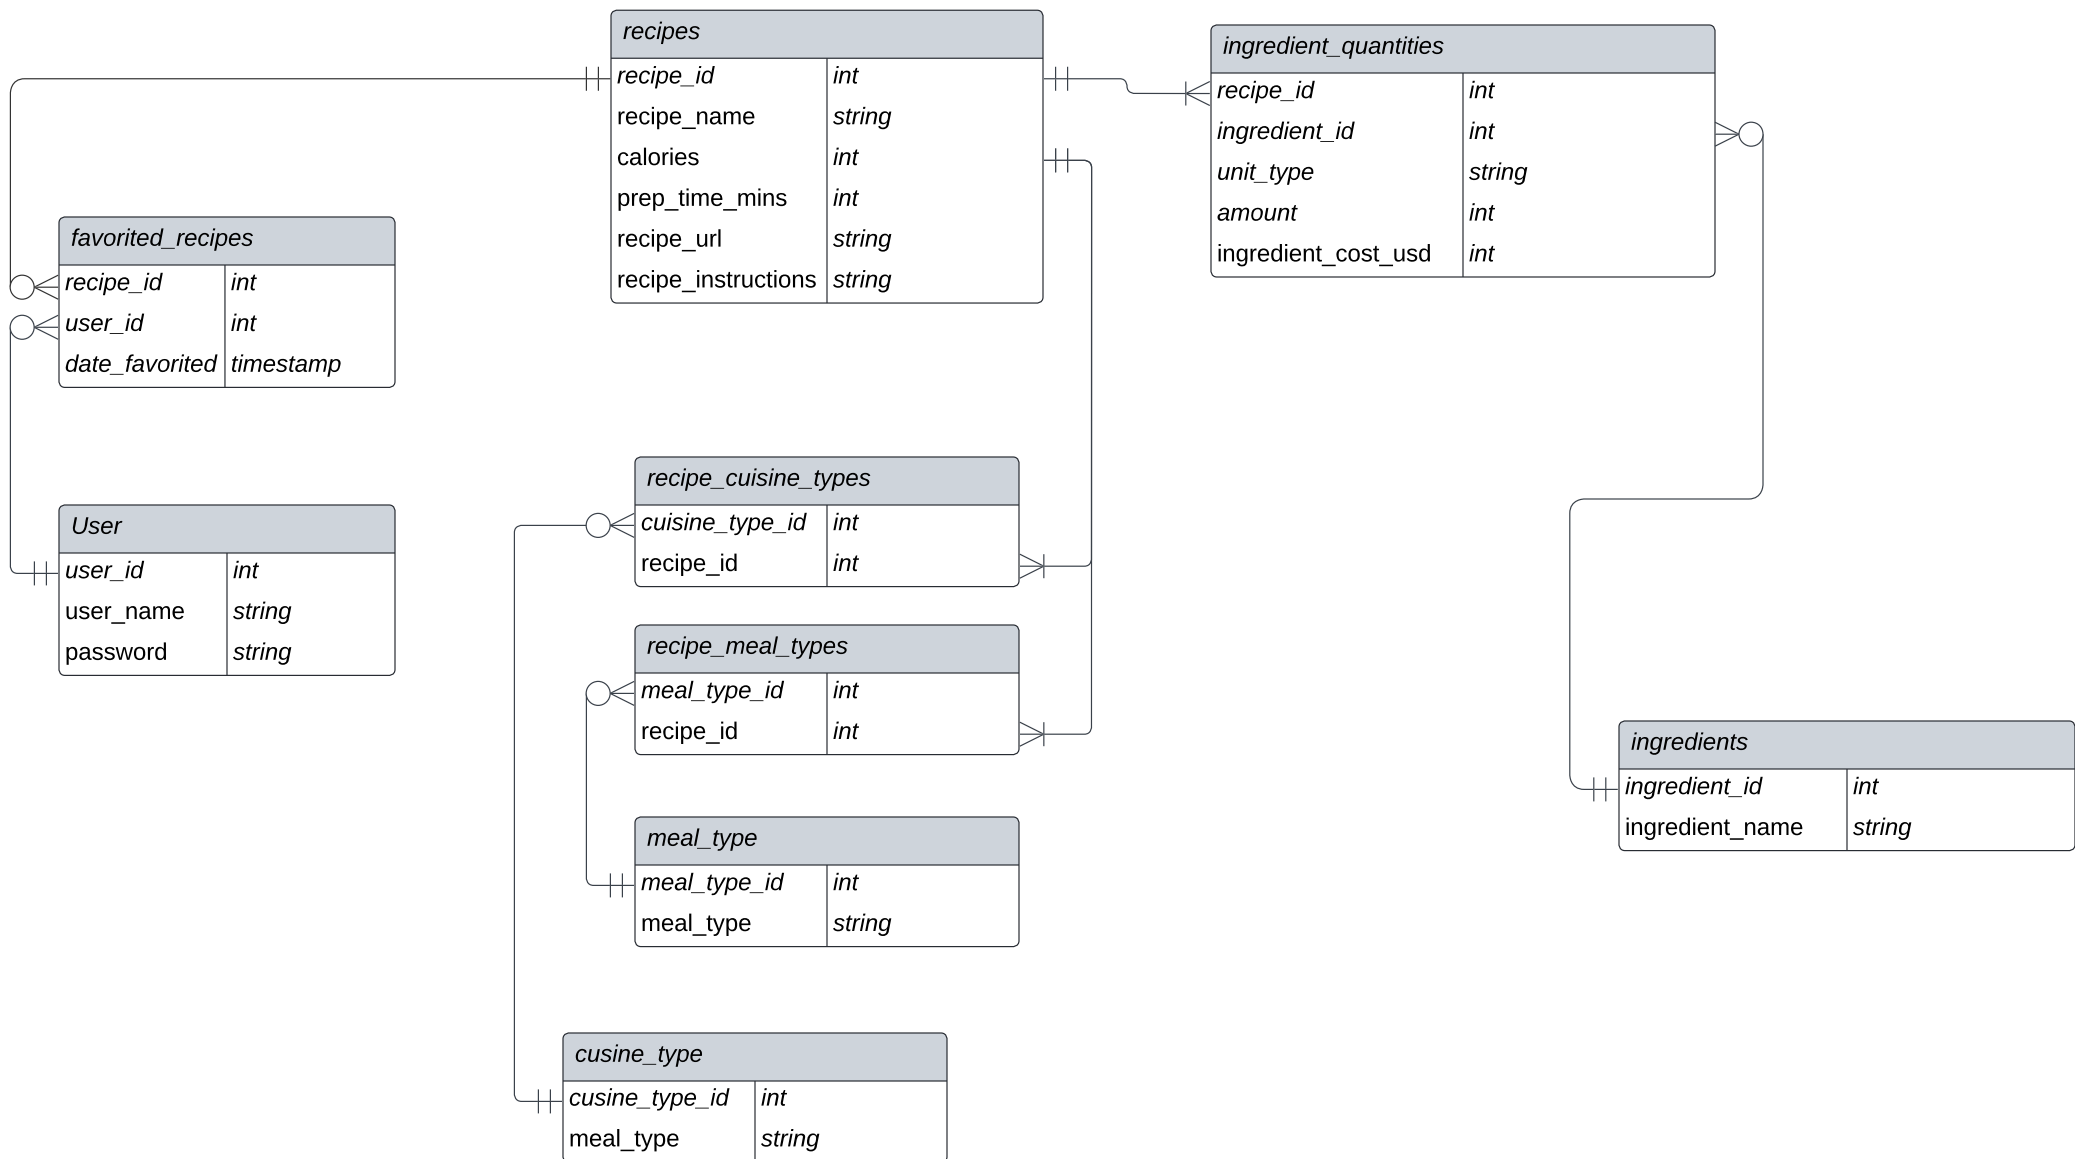 recipes
recipe_id int
recipe_name string
calories int
prep_time_mins int
recipe_url string
recipe_instructions string
ingredient_quantities
recipe_id int
ingredient_id int
unit_type string
amount int
ingredient_cost_usd int
favorited_recipes
recipe_id int
user_id int
date_favorited timestamp
User
user_id int
user_name string
password string
recipe_cuisine_types
cuisine_type_id int
recipe_id int
recipe_meal_types
meal_type_id int
recipe_id int
meal_type
meal_type_id int
meal_type string
ingredients
ingredient_id int
ingredient_name string
cusine_type
cusine_type_id int
meal_type string